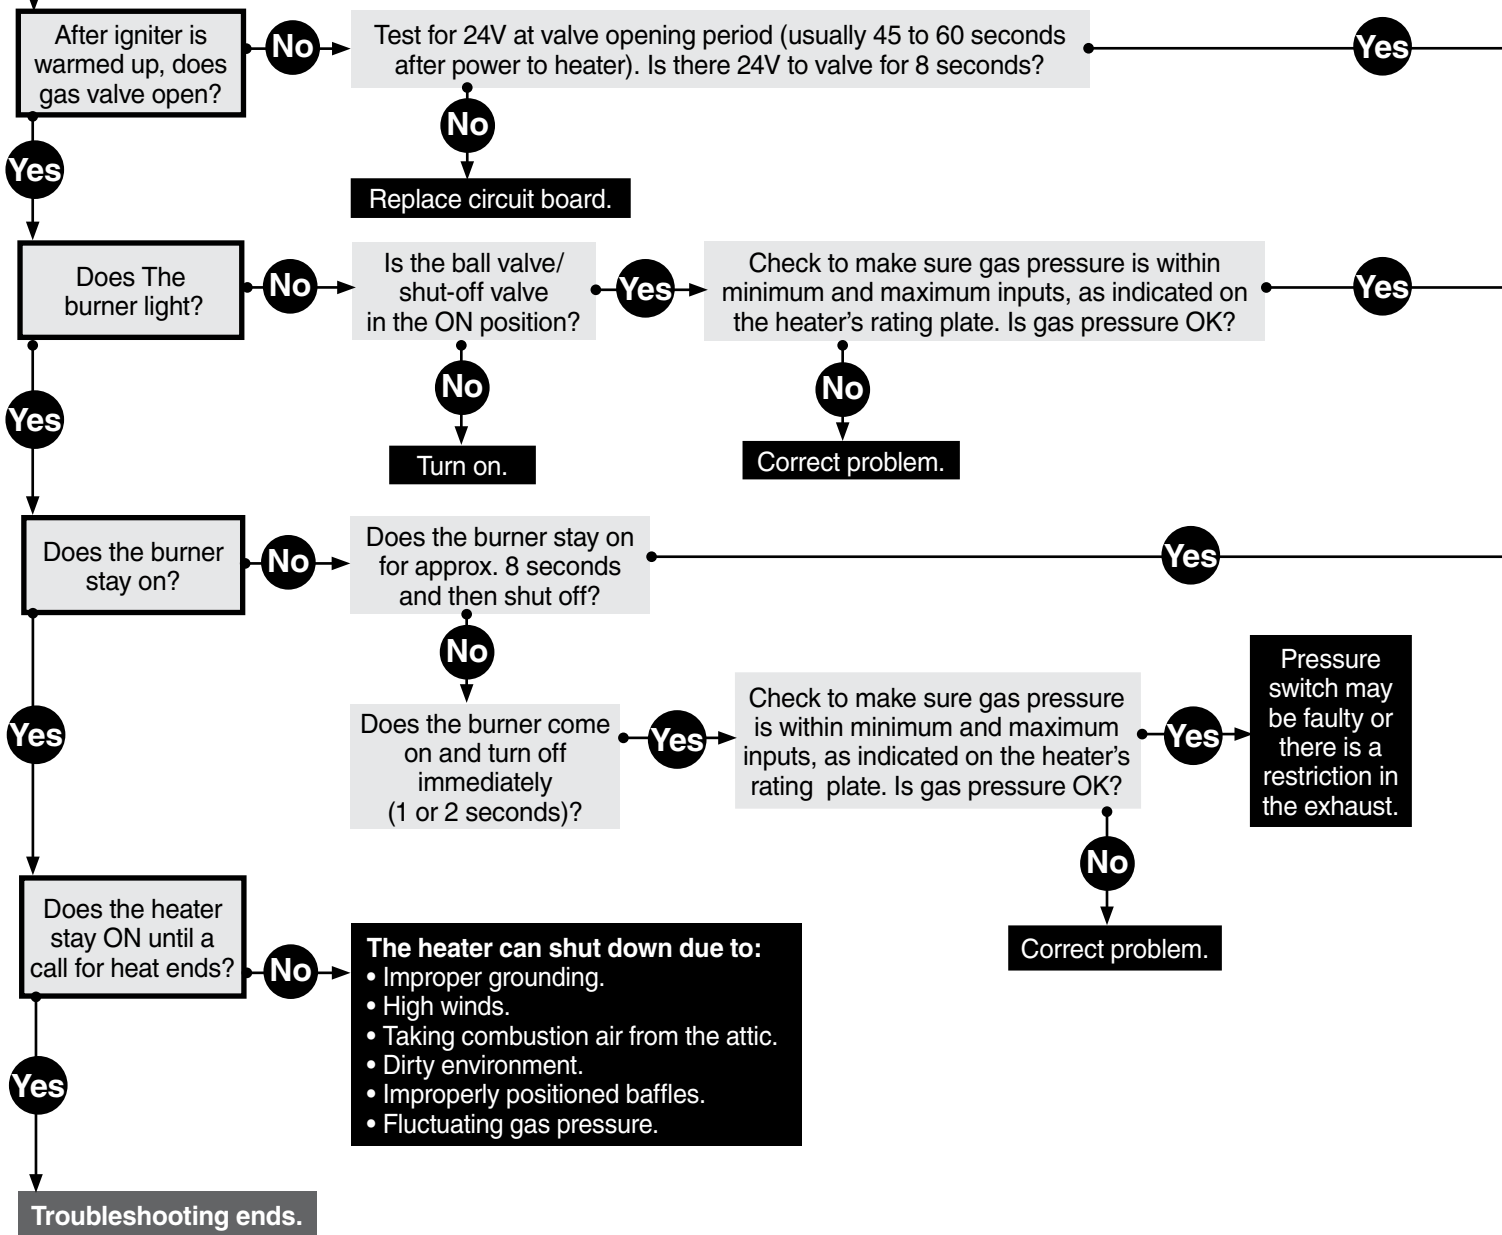 After igniter is
warmed up, does
gas valve open?
No
Test for 24V at valve opening period (usually 45 to 60 seconds
after power to heater). Is there 24V to valve for 8 seconds?
Yes
No
Replace circuit board.
Yes
Does The
burner light?
No
Is the ball valve/
shut-off valve
in the ON position?
Yes
Check to make sure gas pressure is within
minimum and maximum inputs, as indicated on
the heater's rating plate. Is gas pressure OK?
Yes
No
Turn on.
No
Correct problem.
Yes
Does the burner
stay on?
No
Does the burner stay on
for approx. 8 seconds
and then shut off?
Yes
No
Does the burner come
on and turn off
immediately
(1 or 2 seconds)?
Yes
Check to make sure gas pressure
is within minimum and maximum
inputs, as indicated on the heater's
rating plate. Is gas pressure OK?
Yes
Pressure
switch may
be faulty or
there is a
restriction in
the exhaust.
No
Correct problem.
Yes
Does the heater
stay ON until a
call for heat ends?
No
The heater can shut down due to:
• Improper grounding.
• High winds.
• Taking combustion air from the attic.
• Dirty environment.
• Improperly positioned baffles.
• Fluctuating gas pressure.
Yes
Troubleshooting ends.